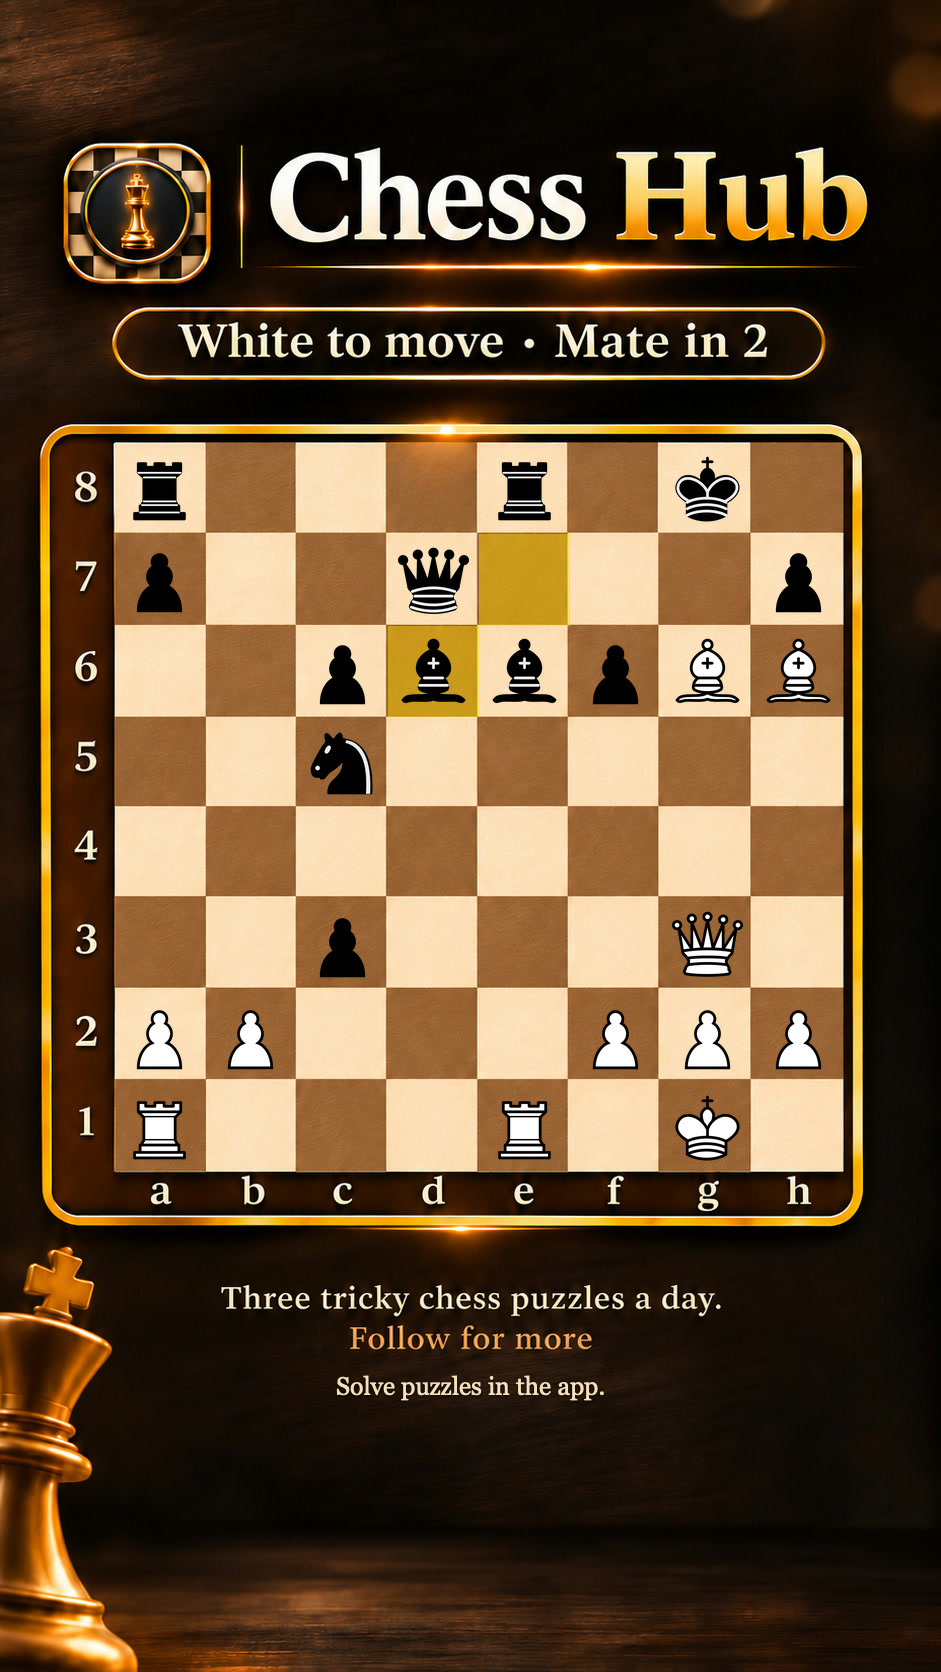 Chess Hub
White to move • Mate in 2
8
7
6
5
4
3
2
1
a b c d e f g h
Three tricky chess puzzles a day.
Follow for more
Solve puzzles in the app.